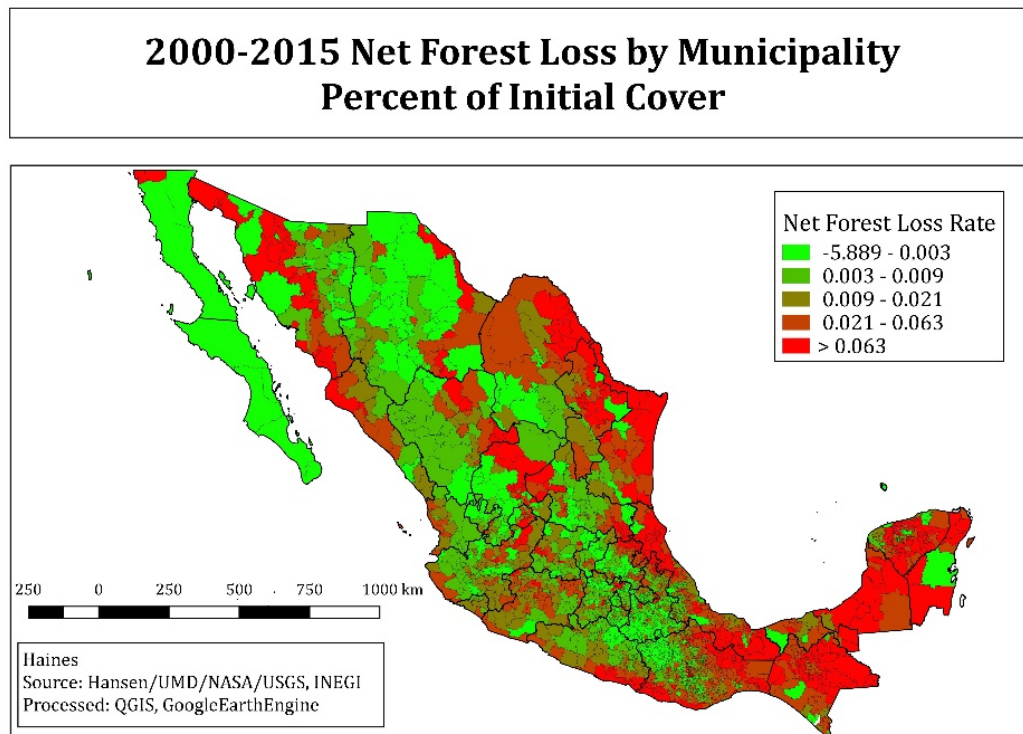 2000-2015 Net Forest Loss by Municipality
Percent of Initial Cover
Net Forest Loss Rate
-5.889 - 0.003
0.003 - 0.009
0.009 - 0.021
0.021 - 0.063
> 0.063
250 0 250 500 750 1000 km
Haines
Source: Hansen/UMD/NASA/USGS, INEGI
Processed: QGIS, GoogleEarthEngine